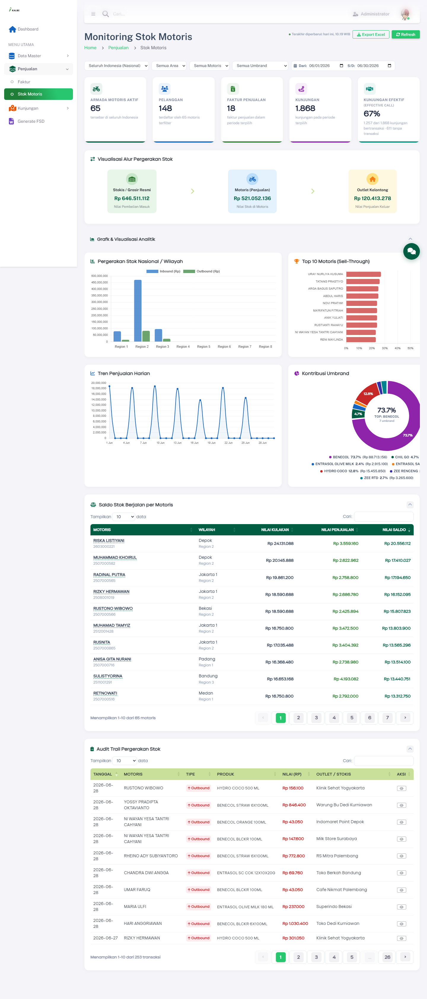 KALBE
Dashboard
MENU UTAMA
Data Master
Penjualan
Faktur
Stok Motoris
Kunjungan
Generate FSD
Cari...
Administrator
Monitoring Stok Motoris
Terakhir diperbarui: hari ini, 10.19 WIB
Export Excel
Refresh
Home > Penjualan > Stok Motoris
Seluruh Indonesia (Nasional)
Semua Area
Semua Motoris
Semua Umbrand
Dari: 06/01/2026
S/D: 06/30/2026
ARMADA MOTORIS AKTIF
65
tersebar di seluruh Indonesia
PELANGGAN
148
terdaftar oleh 65 motoris
terfilter
FAKTUR PENJUALAN
18
faktur penjualan dalam
periode terpilih
KUNJUNGAN
1.868
kunjungan pada periode
terpilih
KUNJUNGAN EFEKTIF
(EFFECTIVE CALL)
67%
1.257 dari 1.868 kunjungan
bertransaksi · 611 tanpa
transaksi
Visualisasi Alur Pergerakan Stok
Stokis / Grosir Resmi
Rp 646.511.112
Nilai Pembelian Masuk
Motoris (Penjualan)
Rp 521.052.136
Nilai Stok di Motoris
Outlet Kelontong
Rp 120.413.278
Nilai Penjualan Keluar
Grafk & Visualisasi Analitik
Pergerakan Stok Nasional / Wilayah
Inbound (Rp)
Outbound (Rp)
500,000,000
450,000,000
400,000,000
350,000,000
300,000,000
250,000,000
200,000,000
150,000,000
100,000,000
50,000,000
0
Region 1
Region 2
Region 3
Region 4
Region 5
Region 6
Region 7
Region 8
Top 10 Motoris (Sell-Through)
URAY NURLIYA KUSUMA
TATANG PRASTIYO
ARGA BAGUS SAPUTRO
ABDUL HARIS
NOVI PRATIWI
MA'RIFATUN FITRIAH
ANIK YULIATI
RUSTIANTI RAHAYU
NI WAYAN YESA TANTRI CAHYANI
RENI MAYLINDA
0%
10%
20%
30%
40%
50%
Tren Penjualan Harian
20,000,000
18,000,000
16,000,000
14,000,000
12,000,000
10,000,000
8,000,000
6,000,000
4,000,000
2,000,000
0
1 Jun
4 Jun
7 Jun
10 Jun
13 Jun
16 Jun
19 Jun
22 Jun
25 Jun
28 Jun
Kontribusi Umbrand
12.8%
4.7%
73.7%
73.7%
TOP: BENECOL
7 umbrand
BENECOL 73.7% (Rp 88.713.156)
CHIL GO 4.7%
ENTRASOL OLIVE MILK 2.4% (Rp 2.915.100)
ENTRASOL SA
HYDRO COCO 12.8% (Rp 15.455.850)
ZEE RENCENG
ZEE RTD 2.7% (Rp 3.265.600)
Saldo Stok Berjalan per Motoris
Tampilkan 10 data
Cari:
MOTORIS WILAYAH NILAI KULAKAN NILAI PENJUALAN NILAI SALDO
RISKA LISTIYANI Depok Rp 24.131.088 Rp 3.559.160 Rp 20.556.112
2603000221 Region 2
MUHAMMAD KHOIRUL Depok Rp 20.145.888 Rp 2.622.962 Rp 17.410.027
2507000582 Region 2
RADINAL PUTRA Jakarta 1 Rp 19.861.200 Rp 2.758.800 Rp 17.194.650
2507000565 Region 2
RIZKY HERMAWAN Jakarta 1 Rp 18.590.688 Rp 2.686.780 Rp 16.152.095
2508001019 Region 2
RUSTONO WIBOWO Bekasi Rp 18.590.688 Rp 2.425.894 Rp 15.807.823
2507000566 Region 2
MUHAMAD TAMYIZ Jakarta 1 Rp 16.750.800 Rp 3.472.500 Rp 13.803.900
2512001428 Region 2
RUSNITA Jakarta 1 Rp 17.035.488 Rp 3.404.392 Rp 13.565.296
2507000865 Region 2
ANISA GITA NURANI Padang Rp 16.368.480 Rp 2.738.980 Rp 13.514.100
2507000716 Region 1
SULISTYORINA Bandung Rp 16.653.168 Rp 4.193.082 Rp 13.440.751
2511001291 Region 3
RETNOWATI Medan Rp 16.750.800 Rp 2.792.000 Rp 13.312.750
2507000516 Region 1
Menampilkan 1-10 dari 65 motoris
‹ 1 2 3 4 5 6 7 ›
Audit Trail Pergerakan Stok
Tampilkan 10 data
Cari:
TANGGAL MOTORIS TIPE PRODUK NILAI (RP) OUTLET / STOKIS AKSI
2026-06-28 RUSTONO WIBOWO Outbound HYDRO COCO 500 ML Rp 156.100 Klinik Sehat Yogyakarta
2026-06-28 YOSSY PRADIPTA OKTAVIANTO Outbound BENECOL STRAW 6X100ML Rp 846.400 Warung Bu Dedi Kurniawan
2026-06-28 NI WAYAN YESA TANTRI CAHYANI Outbound BENECOL ORANGE 100ML Rp 43.050 Indomaret Point Depok
2026-06-28 NI WAYAN YESA TANTRI CAHYANI Outbound BENECOL BLCKR 100ML Rp 147.600 Milk Store Surabaya
2026-06-28 RHEINO ADY SUBIYANTORO Outbound BENECOL STRAW 6X100ML Rp 772.800 RS Mitra Palembang
2026-06-28 CHANDRA DWI ANGGA Outbound ENTRASOL SC COK 12X10X20G Rp 69.760 Toko Berkah Bandung
2026-06-28 UMAR FARUQ Outbound BENECOL BLCKR 100ML Rp 43.050 Cafe Nikmat Palembang
2026-06-28 MARIA ULFI Outbound ENTRASOL OLIVE MILK 180 ML Rp 237.000 Superindo Bekasi
2026-06-28 HARI ANGGRIAWAN Outbound BENECOL BLCKR 6X100ML Rp 1.030.400 Toko Dedi Kurniawan
2026-06-27 RIZKY HERMAWAN Outbound HYDRO COCO 500 ML Rp 301.050 Klinik Sehat Yogyakarta
Menampilkan 1-10 dari 253 transaksi
‹ 1 2 3 4 5 ... 26 ›